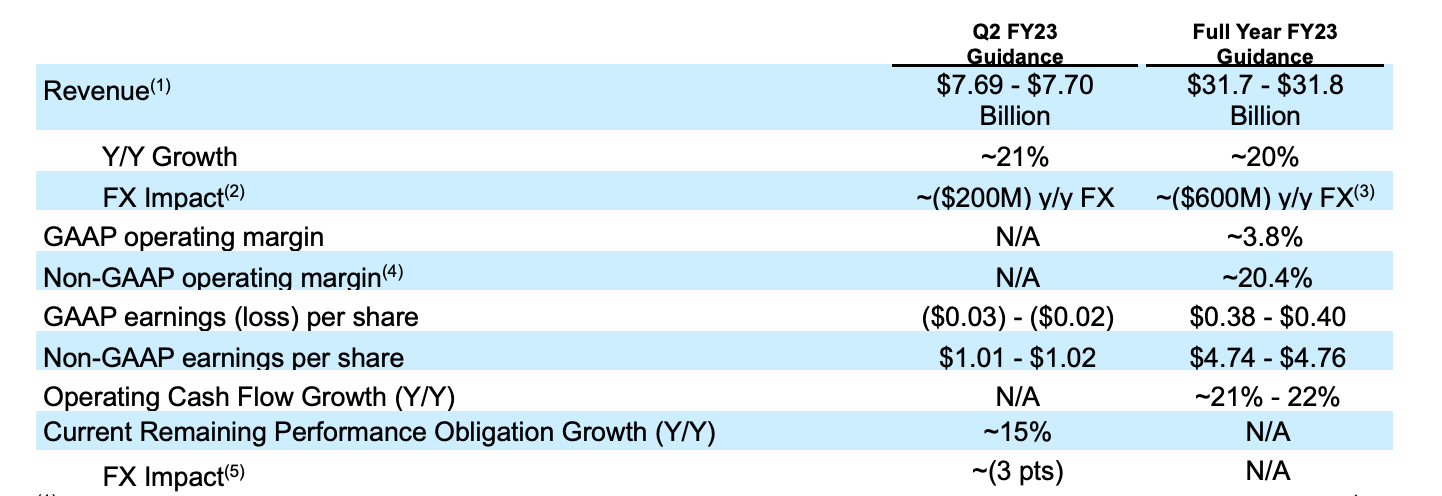 Q2 FY23 Full Year FY23
Guidance Guidance
Revenue(1) $7.69 - $7.70 $31.7 - $31.8
Billion Billion
Y/Y Growth ~21% ~20%
FX Impact(2) ~($200M) y/y FX ~($600M) y/y FX(3)
GAAP operating margin N/A ~3.8%
Non-GAAP operating margin(4) N/A ~20.4%
GAAP earnings (loss) per share ($0.03) - ($0.02) $0.38 - $0.40
Non-GAAP earnings per share $1.01 - $1.02 $4.74 - $4.76
Operating Cash Flow Growth (Y/Y) N/A ~21% - 22%
Current Remaining Performance Obligation Growth (Y/Y) ~15% N/A
FX Impact(5) ~(3 pts) N/A